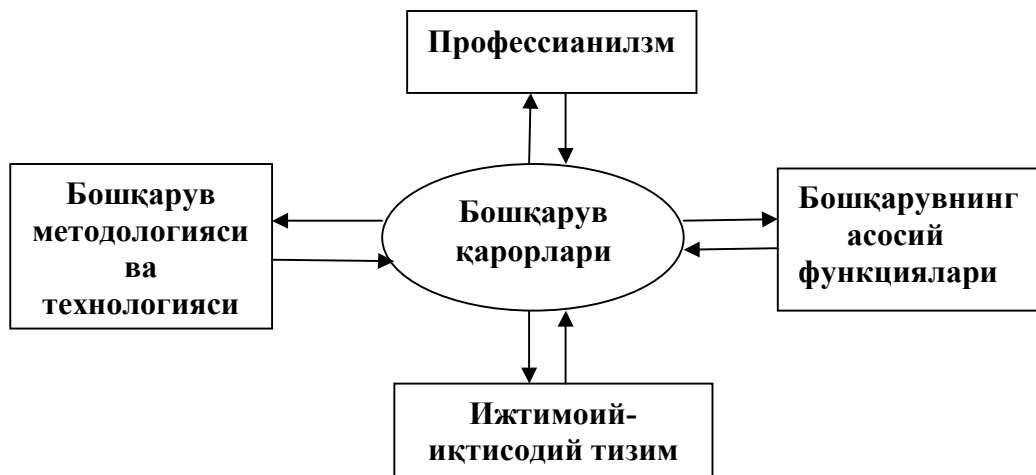 Профессианилзм
Бошқарув
методологияси
ва
технологияси
Бошқарув
қарорлари
Бошқарувнинг
асосий
функциялари
Ижтимоий-
иқтисодий тизим